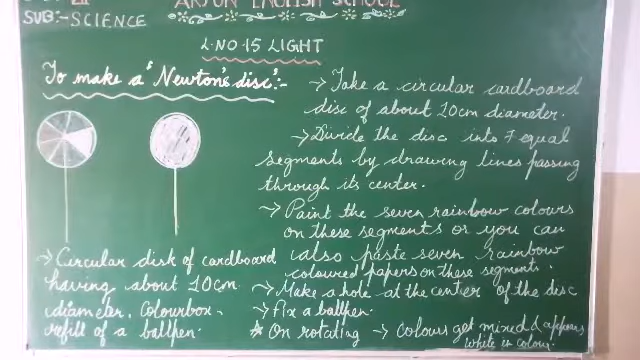 ENGLISH SCHOOL
SUB:- SCIENCE
L.NO.15 LIGHT
To make a "Newton's disc":-
→ Circular disk of cardboard
having about 10cm
diameter, Colourbox,
refill of a ballpen.
→ Take a circular cardboard
disc of about 10cm diameter.
→ Divide the disc into 7 equal
segments by drawing lines passing
through its center.
→ Paint the seven rainbow colours
on these segments or you can
also paste seven rainbow
coloured papers on these segment.
→ Make a hole at the center of the disc
→ Fix a ballpen.
* On rotating → colours get mixed & appears
white in colour.